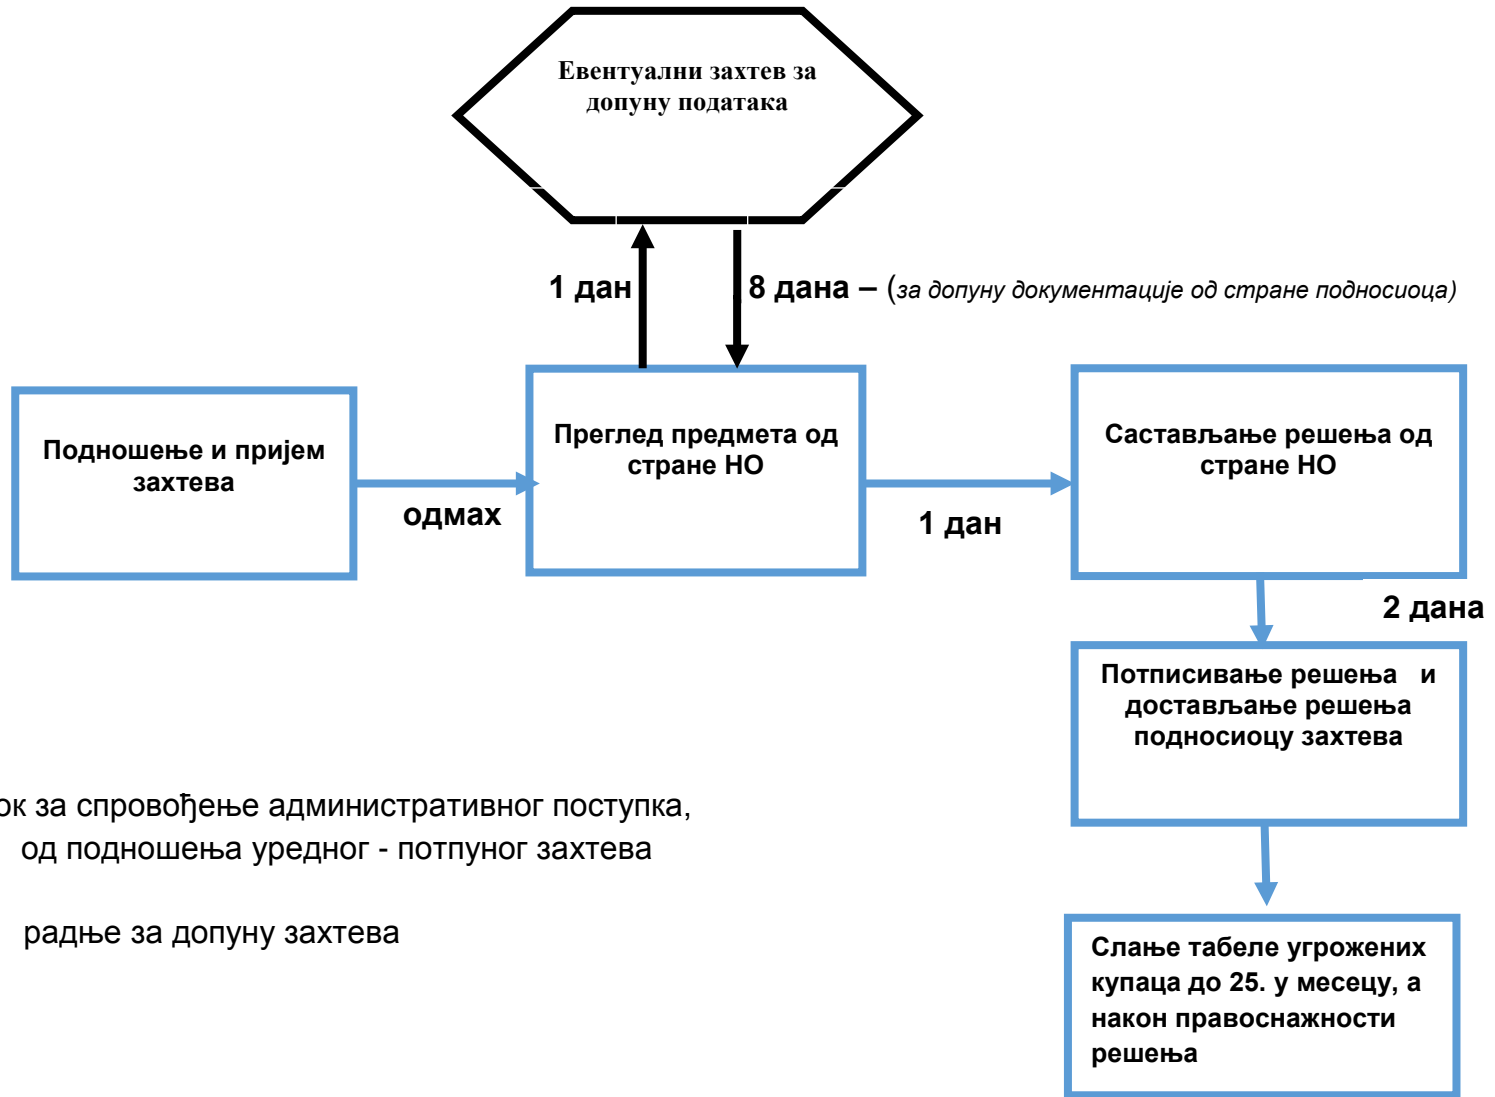 Евентуални захтев за
допуну података
1 дан
8 дана – (за допуну документације од стране подносиоца)
Подношење и пријем
захтева
одмах
Преглед предмета од
стране НО
1 дан
Састављање решења од
стране НО
2 дана
Потписивање решења и
достављање решења
подносиоцу захтева
Слање табеле угрожених
купаца до 25. у месецу, а
након правоснажности
решења
ок за спровођење административног поступка,
од подношења уредног - потпуног захтева
радње за допуну захтева